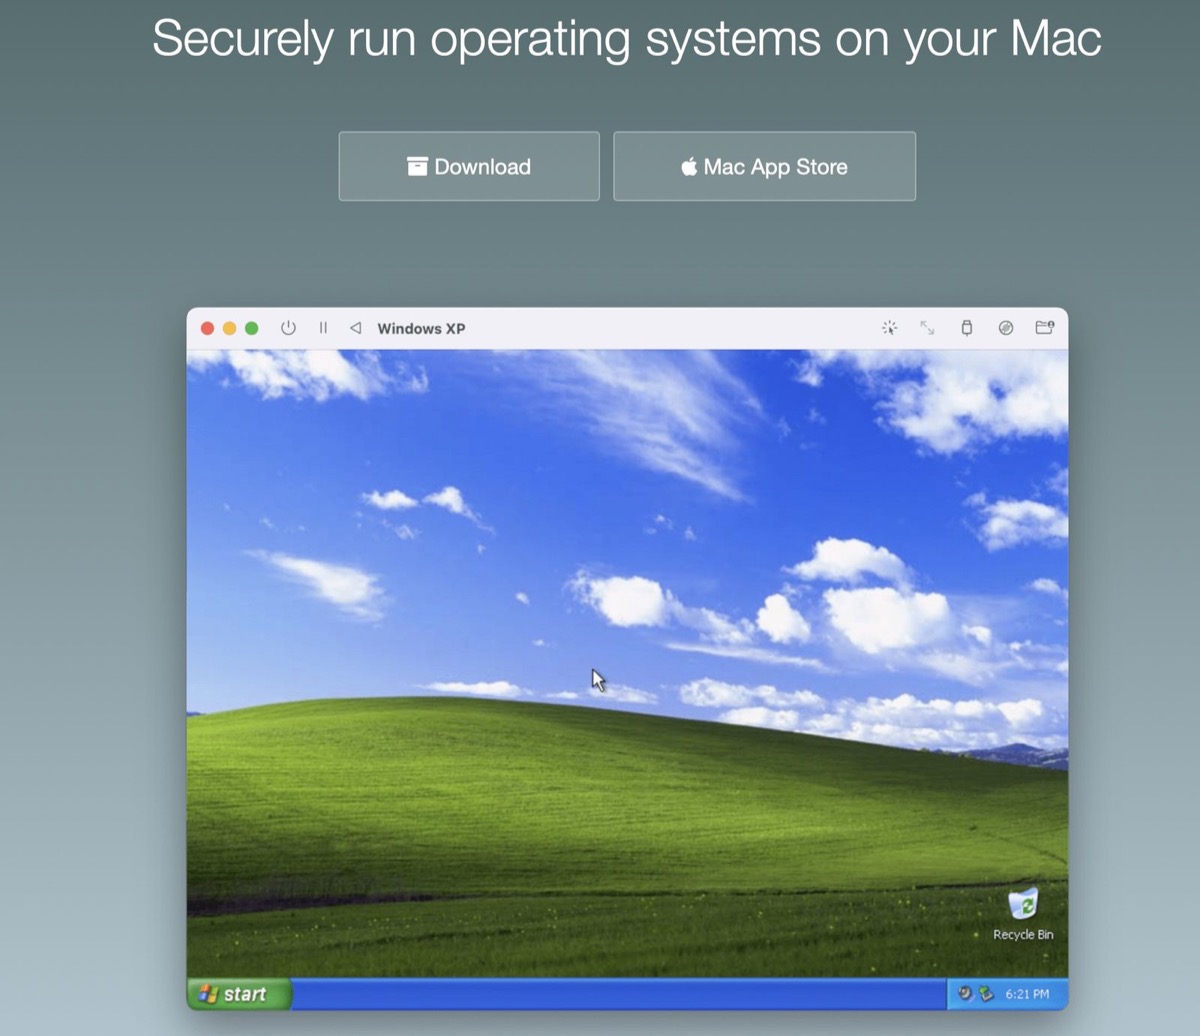 Securely run operating systems on your Mac
Download
Mac App Store
Windows XP
Recycle Bin
start
6:21 PM